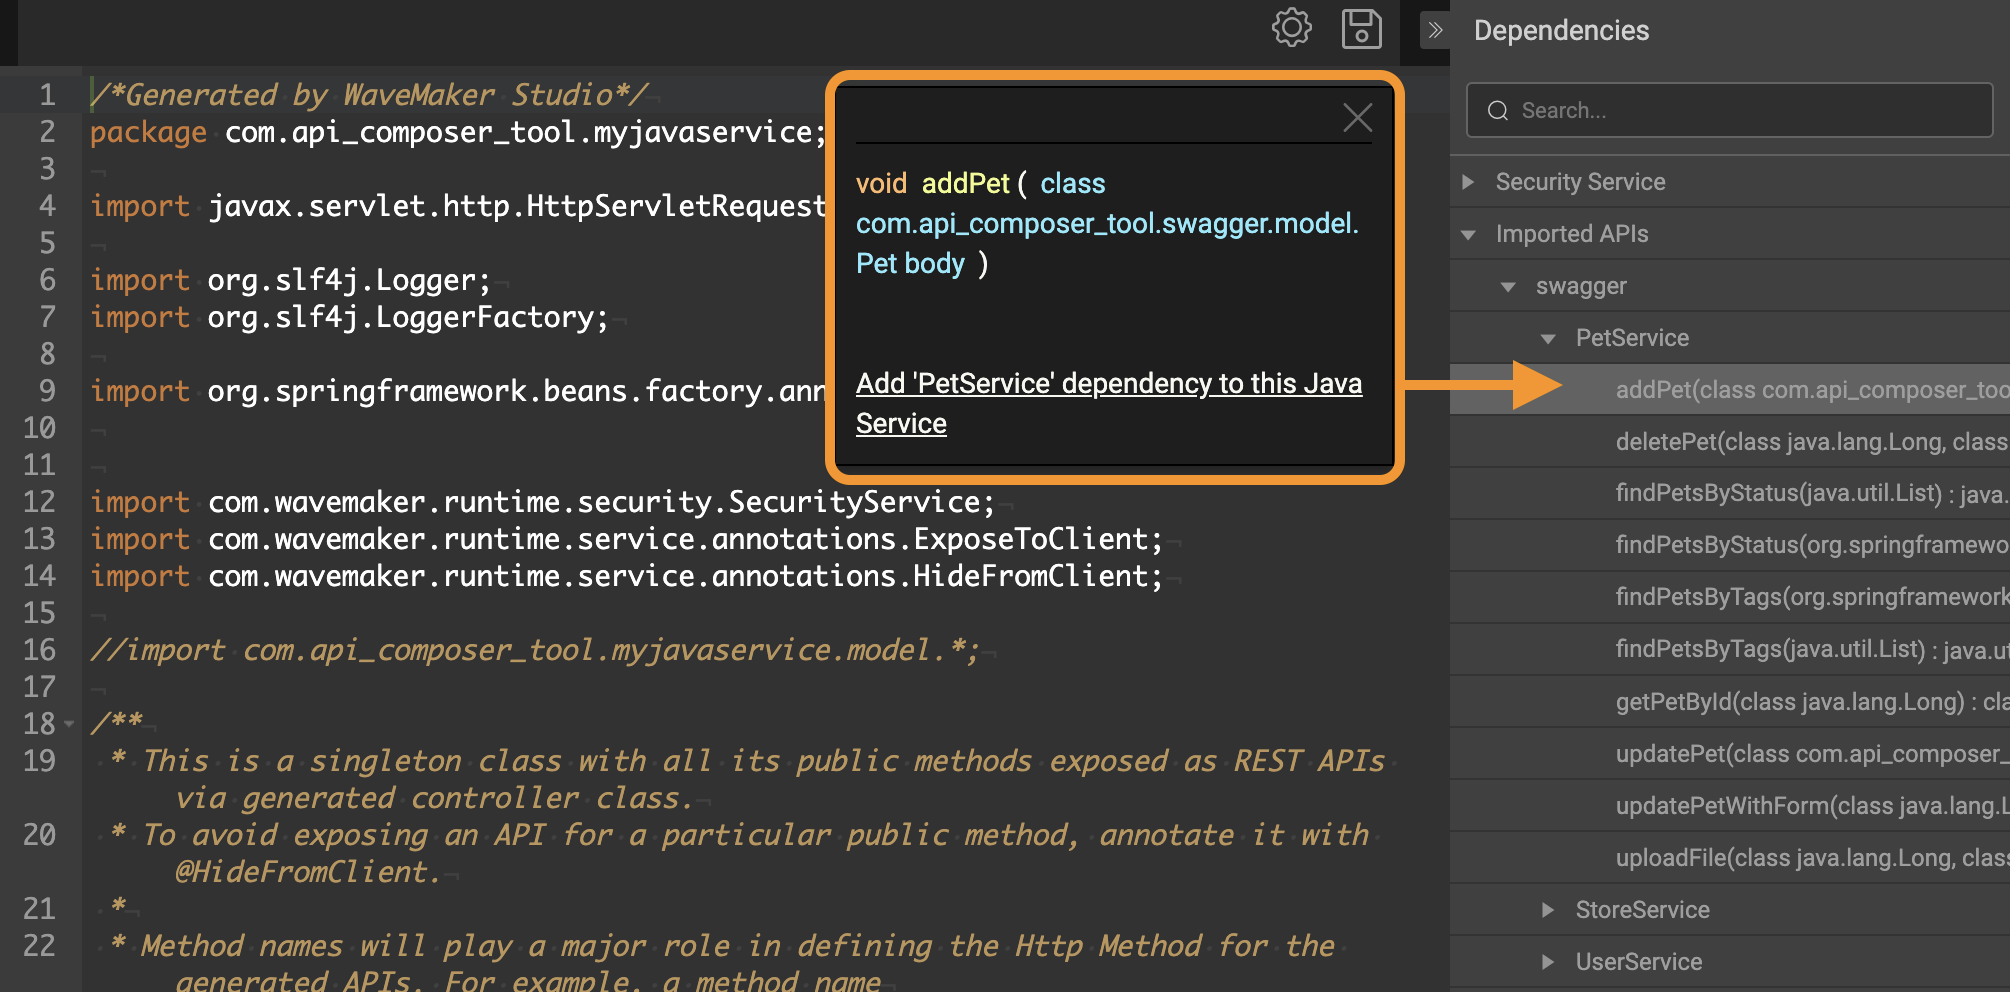 1 /*Generated by WaveMaker Studio*/
2 package com.api_composer_tool.myjavaservice;
3
4 import javax.servlet.http.HttpServletRequest
5
6 import org.slf4j.Logger;
7 import org.slf4j.LoggerFactory;
8
9 import org.springframework.beans.factory.ann
10
11
12 import com.wavemaker.runtime.security.SecurityService;
13 import com.wavemaker.runtime.service.annotations.ExposeToClient;
14 import com.wavemaker.runtime.service.annotations.HideFromClient;
15
16 //import com.api_composer_tool.myjavaservice.model.*;
17
18 /**
19 * This is a singleton class with all its public methods exposed as REST APIs
via generated controller class.
20 * To avoid exposing an API for a particular public method, annotate it with
@HideFromClient.
21 *
22 * Method names will play a major role in defining the Http Method for the
generated APIs. For example, a method name
void addPet ( class
com.api_composer_tool.swagger.model.
Pet body )
Add 'PetService' dependency to this Java
Service
Dependencies
Search...
Security Service
Imported APIs
swagger
PetService
addPet(class com.api_composer_too
deletePet(class java.lang.Long, class
findPetsByStatus(java.util.List) : java.
findPetsByStatus(org.springframewo
findPetsByTags(org.springframework
findPetsByTags(java.util.List) : java.ut
getPetById(class java.lang.Long) : cla
updatePet(class com.api_composer_
updatePetWithForm(class java.lang.L
uploadFile(class java.lang.Long, class
StoreService
UserService